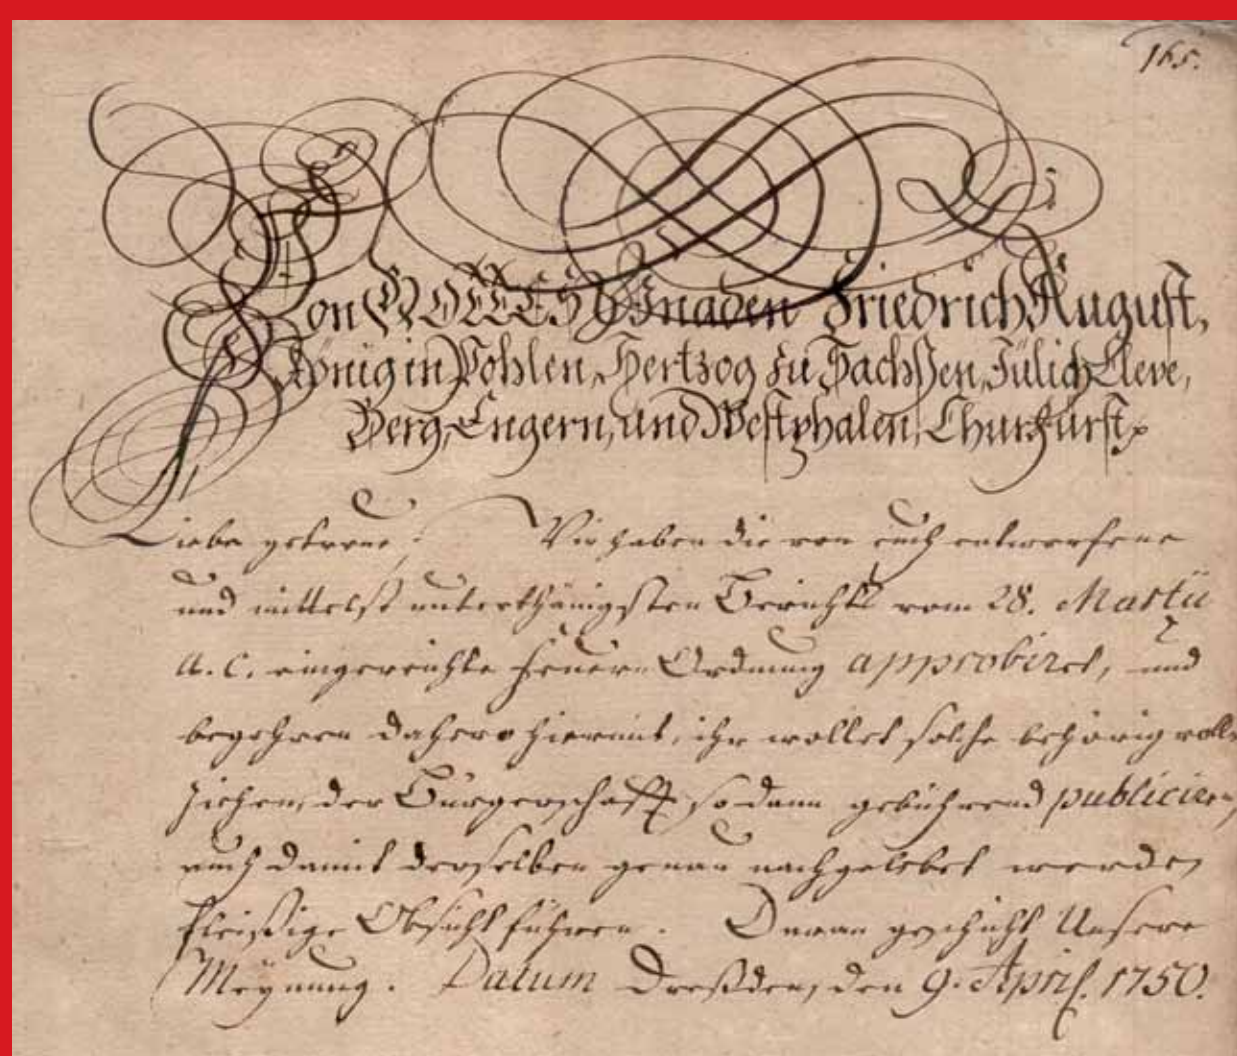 165.
Von GOTTES Gnaden Friedrich August,
König in Pohlen, Hertzog zu Sachßen, Jülich, Cleve,
Berg, Engern, und Westphalen, Churfürst
Liebe getreue; Wir haben die von euch entworfene
und mittelst unterthänigsten Berichts vom 28. Martii
a. c. eingereichte Feuer-Ordnung approbiret, und
begehren dahero hiermit, ihr wollet solche behörig voll-
ziehen, der Bürgerschafft sodann gebührend publiciren,
auch damit derselben genau nachgelebet werde,
fleißige Obsicht führen. Daran geschicht Unsere
Meynung. Datum Dreßden, den 9. April. 1750.